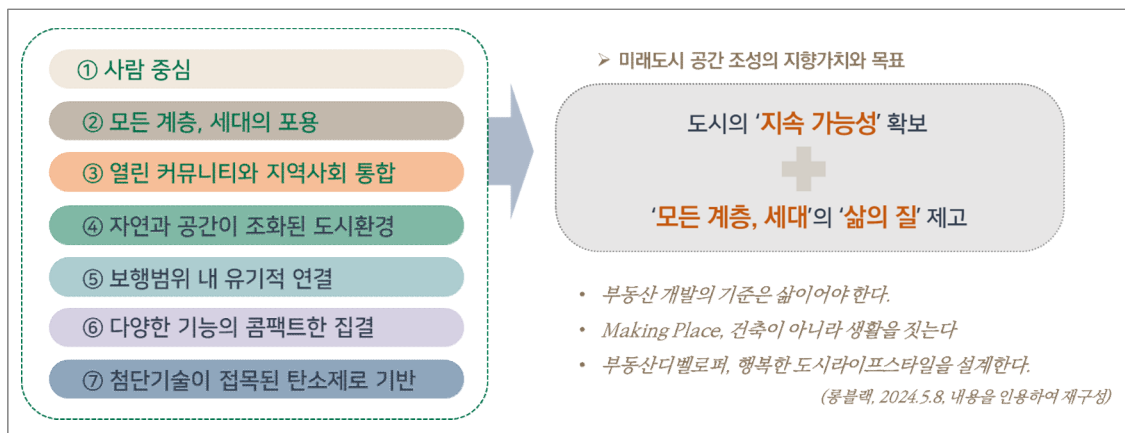 ① 사람 중심
② 모든 계층, 세대의 포용
③ 열린 커뮤니티와 지역사회 통합
④ 자연과 공간이 조화된 도시환경
⑤ 보행범위 내 유기적 연결
⑥ 다양한 기능의 콤팩트한 집결
⑦ 첨단기술이 접목된 탄소제로 기반
➢ 미래도시 공간 조성의 지향가치와 목표
도시의 ‘지속 가능성’ 확보
‘모든 계층, 세대’의 ‘삶의 질’ 제고
• 부동산 개발의 기준은 삶이어야 한다.
• Making Place, 건축이 아니라 생활을 짓는다
• 부동산디벨로퍼, 행복한 도시라이프스타일을 설계한다.
(롱블랙, 2024.5.8, 내용을 인용하여 재구성)